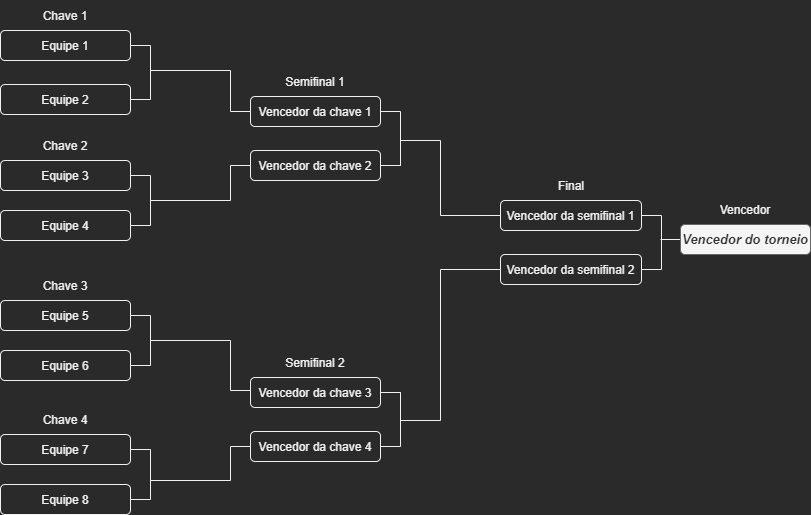 Chave 1
Equipe 1
Equipe 2
Chave 2
Equipe 3
Equipe 4
Chave 3
Equipe 5
Equipe 6
Chave 4
Equipe 7
Equipe 8
Semifinal 1
Vencedor da chave 1
Vencedor da chave 2
Semifinal 2
Vencedor da chave 3
Vencedor da chave 4
Final
Vencedor da semifinal 1
Vencedor da semifinal 2
Vencedor
Vencedor do torneio